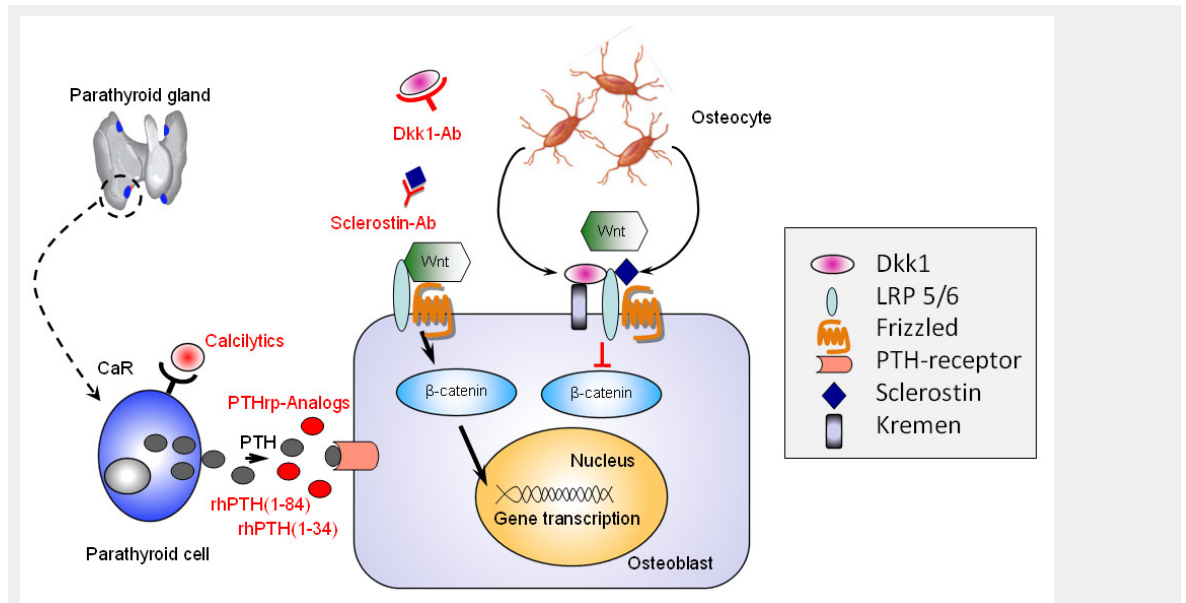 Parathyroid gland
Dkk1-Ab
Osteocyte
Sclerostin-Ab
Wnt
Wnt
CaR
Calcilytics
β-catenin
β-catenin
PTHrp-Analogs
PTH
Nucleus
Gene transcription
rhPTH(1-84)
rhPTH(1-34)
Parathyroid cell
Osteoblast
Dkk1
LRP 5/6
Frizzled
PTH-receptor
Sclerostin
Kremen